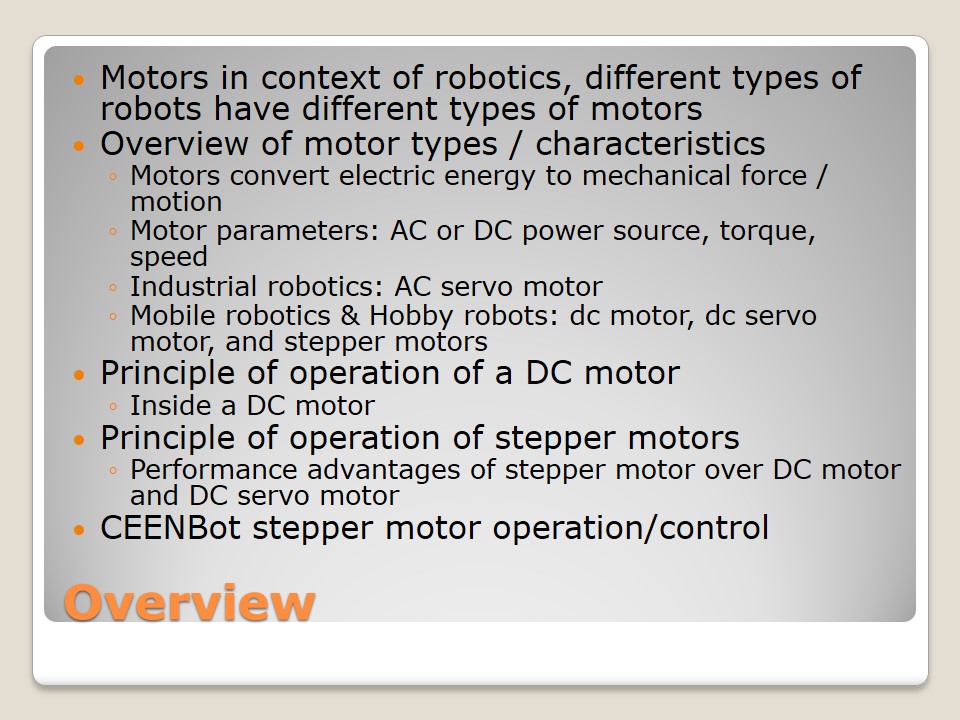 • Motors in context of robotics, different types of
robots have different types of motors
• Overview of motor types / characteristics
◦ Motors convert electric energy to mechanical force /
motion
◦ Motor parameters: AC or DC power source, torque,
speed
◦ Industrial robotics: AC servo motor
◦ Mobile robotics & Hobby robots: dc motor, dc servo
motor, and stepper motors
• Principle of operation of a DC motor
◦ Inside a DC motor
• Principle of operation of stepper motors
◦ Performance advantages of stepper motor over DC motor
and DC servo motor
• CEENBot stepper motor operation/control
Overview